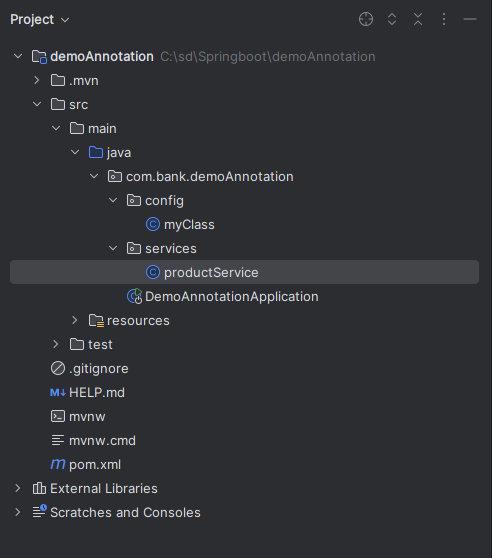 Project
demoAnnotation C:\sd\Springboot\demoAnnotation
.mvn
src
main
java
com.bank.demoAnnotation
config
myClass
services
productService
DemoAnnotationApplication
resources
test
.gitignore
HELP.md
mvnw
mvnw.cmd
pom.xml
External Libraries
Scratches and Consoles